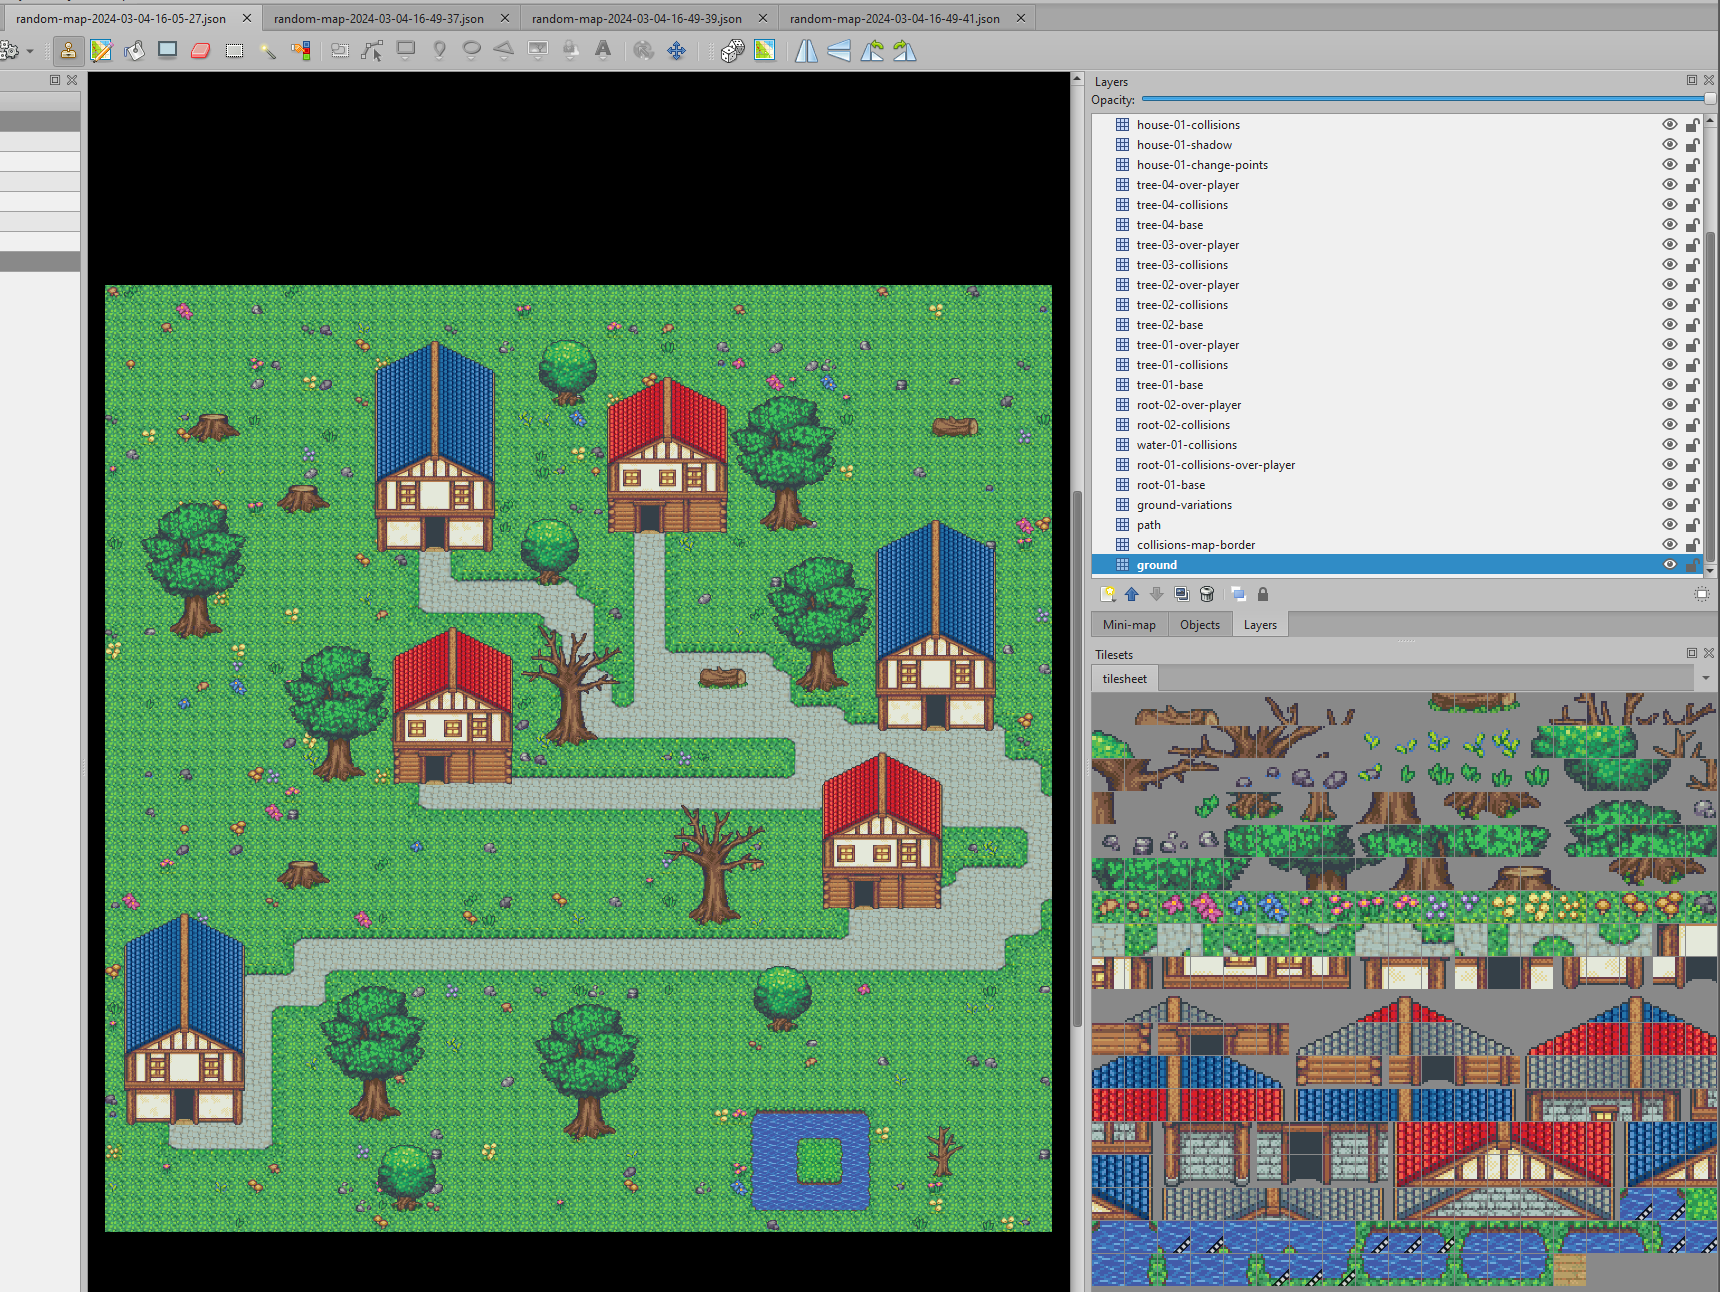 random-map-2024-03-04-16-05-27.json
random-map-2024-03-04-16-49-37.json
random-map-2024-03-04-16-49-39.json
random-map-2024-03-04-16-49-41.json
Layers
Opacity:
house-01-collisions
house-01-shadow
house-01-change-points
tree-04-over-player
tree-04-collisions
tree-04-base
tree-03-over-player
tree-03-collisions
tree-02-over-player
tree-02-collisions
tree-02-base
tree-01-over-player
tree-01-collisions
tree-01-base
root-02-over-player
root-02-collisions
water-01-collisions
root-01-collisions-over-player
root-01-base
ground-variations
path
collisions-map-border
ground
Mini-map
Objects
Layers
Tilesets
tilesheet